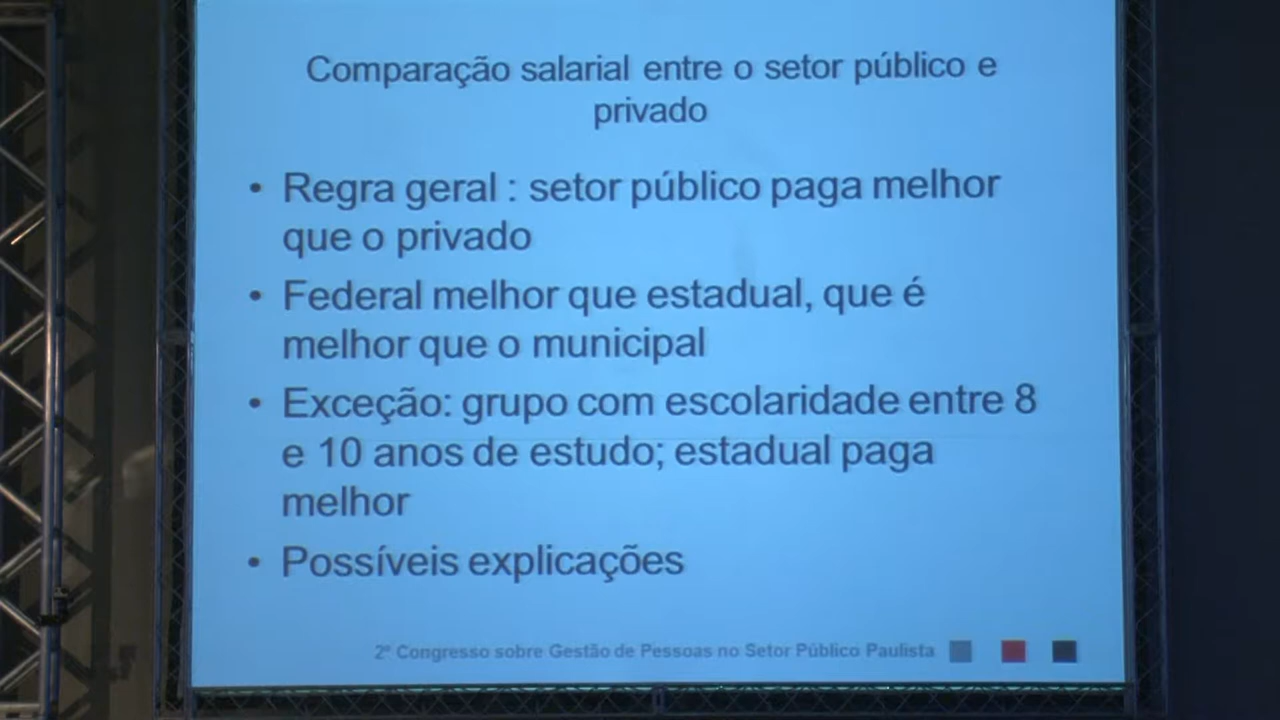 Comparação salarial entre o setor público e
privado
• Regra geral : setor público paga melhor
que o privado
• Federal melhor que estadual, que é
melhor que o municipal
• Exceção: grupo com escolaridade entre 8
e 10 anos de estudo; estadual paga
melhor
• Possíveis explicações
2º Congresso sobre Gestão de Pessoas no Setor Público Paulista